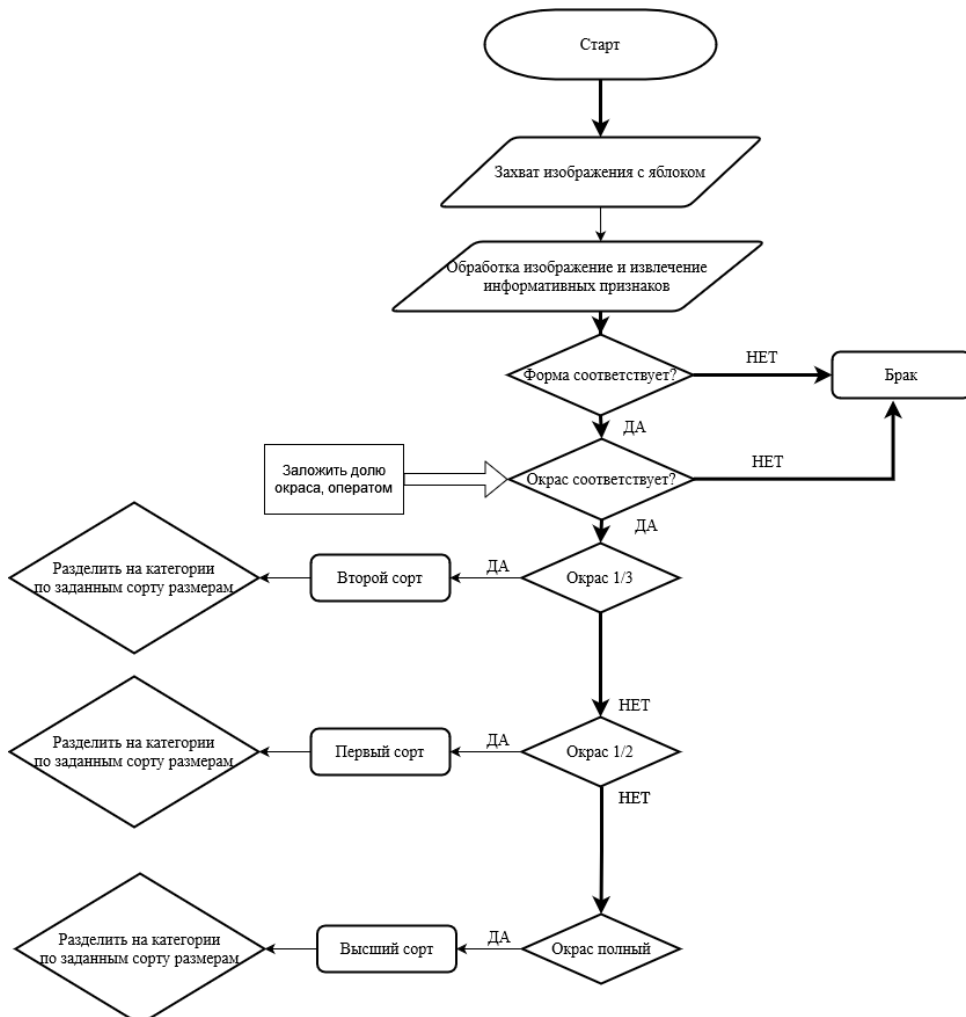 Старт
Захват изображения с яблоком
Обработка изображение и извлечение
информативных признаков
Форма соответствует?
НЕТ
Брак
ДА
Заложить долю
окраса, оператом
Окрас соответствует?
НЕТ
ДА
Окрас 1/3
ДА
Второй сорт
Разделить на категории
по заданным сорту размерам
НЕТ
Окрас 1/2
ДА
Первый сорт
Разделить на категории
по заданным сорту размерам
НЕТ
Окрас полный
ДА
Высший сорт
Разделить на категории
по заданным сорту размерам